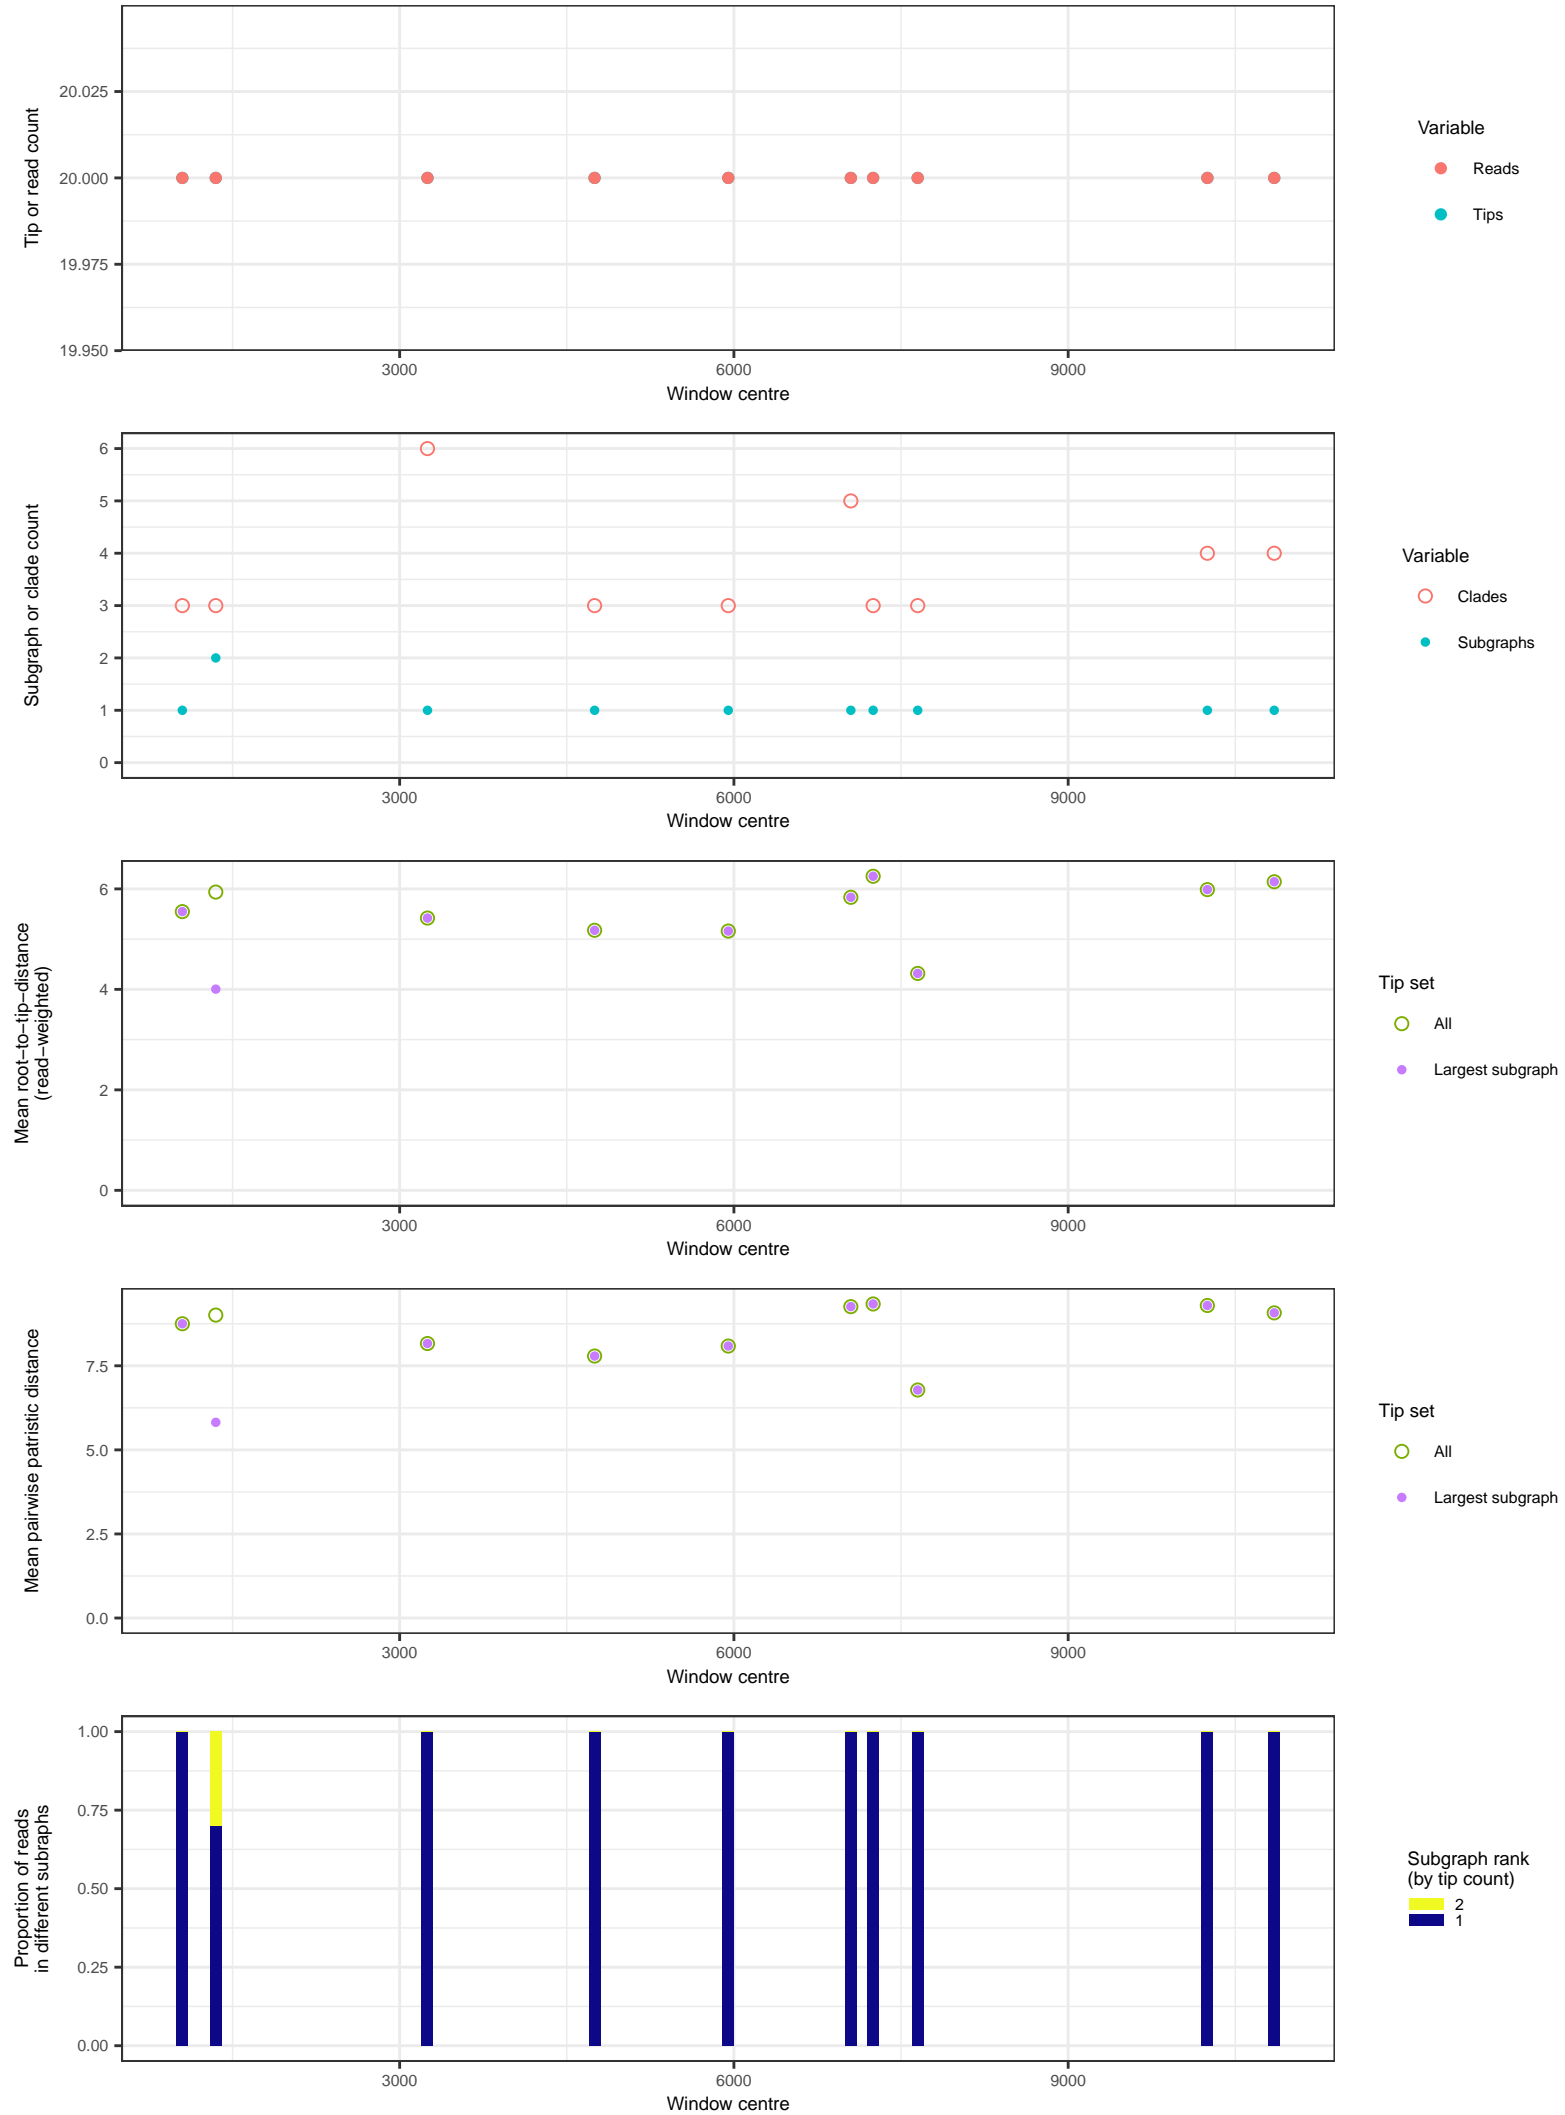 Tip or read count
20.025
20.000
19.975
19.950
3000 6000 9000
Window centre
Variable
Reads
Tips
Subgraph or clade count
6
5
4
3
2
1
0
3000 6000 9000
Window centre
Variable
Clades
Subgraphs
Mean root−to−tip−distance
(read−weighted)
6
4
2
0
3000 6000 9000
Window centre
Tip set
All
Largest subgraph
Mean pairwise patristic distance
7.5
5.0
2.5
0.0
3000 6000 9000
Window centre
Tip set
All
Largest subgraph
Proportion of reads
in different subraphs
1.00
0.75
0.50
0.25
0.00
3000 6000 9000
Window centre
Subgraph rank
(by tip count)
2
1